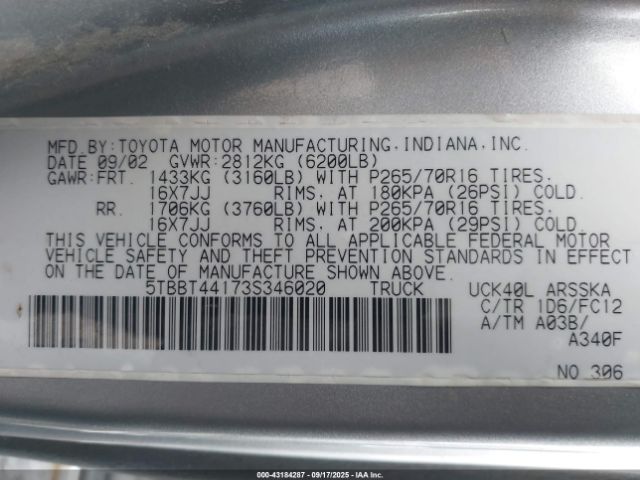 MFD.BY:TOYOTA MOTOR MANUFACTURING,INDIANA,INC.
DATE 09/02 GVWR:2812KG (6200LB)
GAWR:FRT. 1433KG (3160LB) WITH P265/70R16 TIRES.
16X7JJ RIMS, AT 180KPA (26PSI) COLD.
RR. 1706KG (3760LB) WITH P265/70R16 TIRES.
16X7JJ RIMS, AT 200KPA (29PSI) COLD.
THIS VEHICLE CONFORMS TO ALL APPLICABLE FEDERAL MOTOR
VEHICLE SAFETY AND THEFT PREVENTION STANDARDS IN EFFECT
ON THE DATE OF MANUFACTURE SHOWN ABOVE.
5TBBT44173S346020 TRUCK UCK40L ARSSKA
C/TR 1D6/FC12
A/TM A03B/
A340F
NO 306
000-43184287 - 09/17/2025 - IAAI.COM